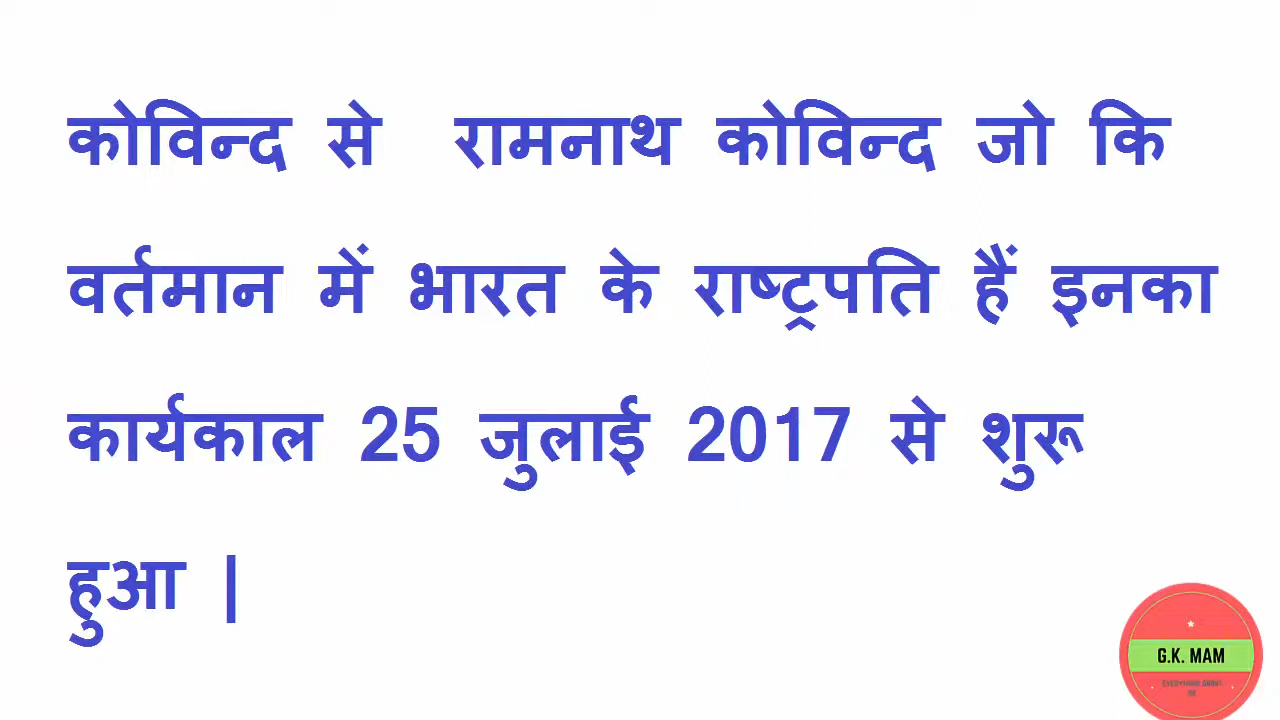 कोविन्द से रामनाथ कोविन्द जो कि
वर्तमान में भारत के राष्ट्रपति हैं इनका
कार्यकाल 25 जुलाई 2017 से शुरू
हुआ |
G.K. MAM